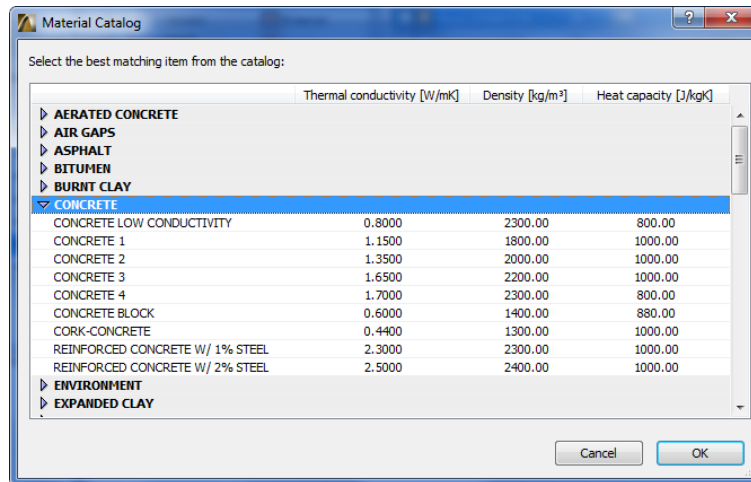 Material Catalog
Select the best matching item from the catalog:
Thermal conductivity [W/mK] Density [kg/m³] Heat capacity [J/kgK]
AERATED CONCRETE
AIR GAPS
ASPHALT
BITUMEN
BURNT CLAY
CONCRETE
CONCRETE LOW CONDUCTIVITY 0.8000 2300.00 800.00
CONCRETE 1 1.1500 1800.00 1000.00
CONCRETE 2 1.3500 2000.00 1000.00
CONCRETE 3 1.6500 2200.00 1000.00
CONCRETE 4 1.7000 2300.00 800.00
CONCRETE BLOCK 0.6000 1400.00 880.00
CORK-CONCRETE 0.4400 1300.00 1000.00
REINFORCED CONCRETE W/ 1% STEEL 2.3000 2300.00 1000.00
REINFORCED CONCRETE W/ 2% STEEL 2.5000 2400.00 1000.00
ENVIRONMENT
EXPANDED CLAY
Cancel OK